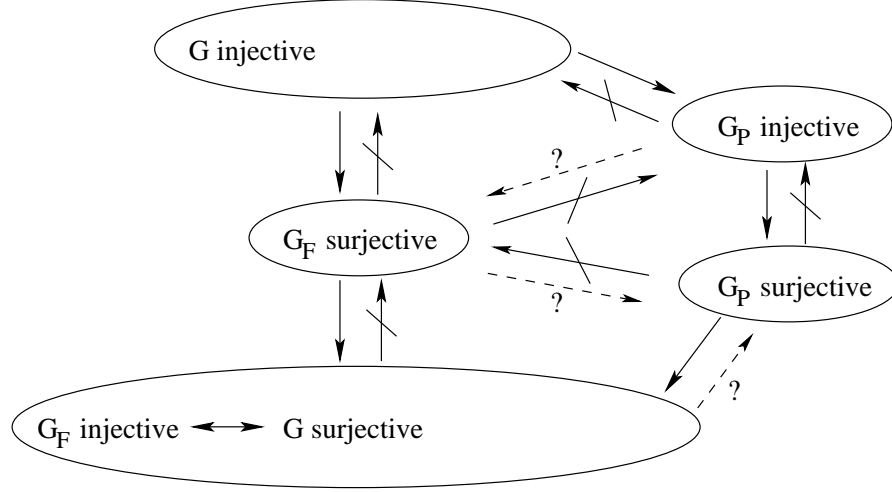 G injective
G_P injective
?
G_F surjective
G_P surjective
?
?
G_F injective
G surjective